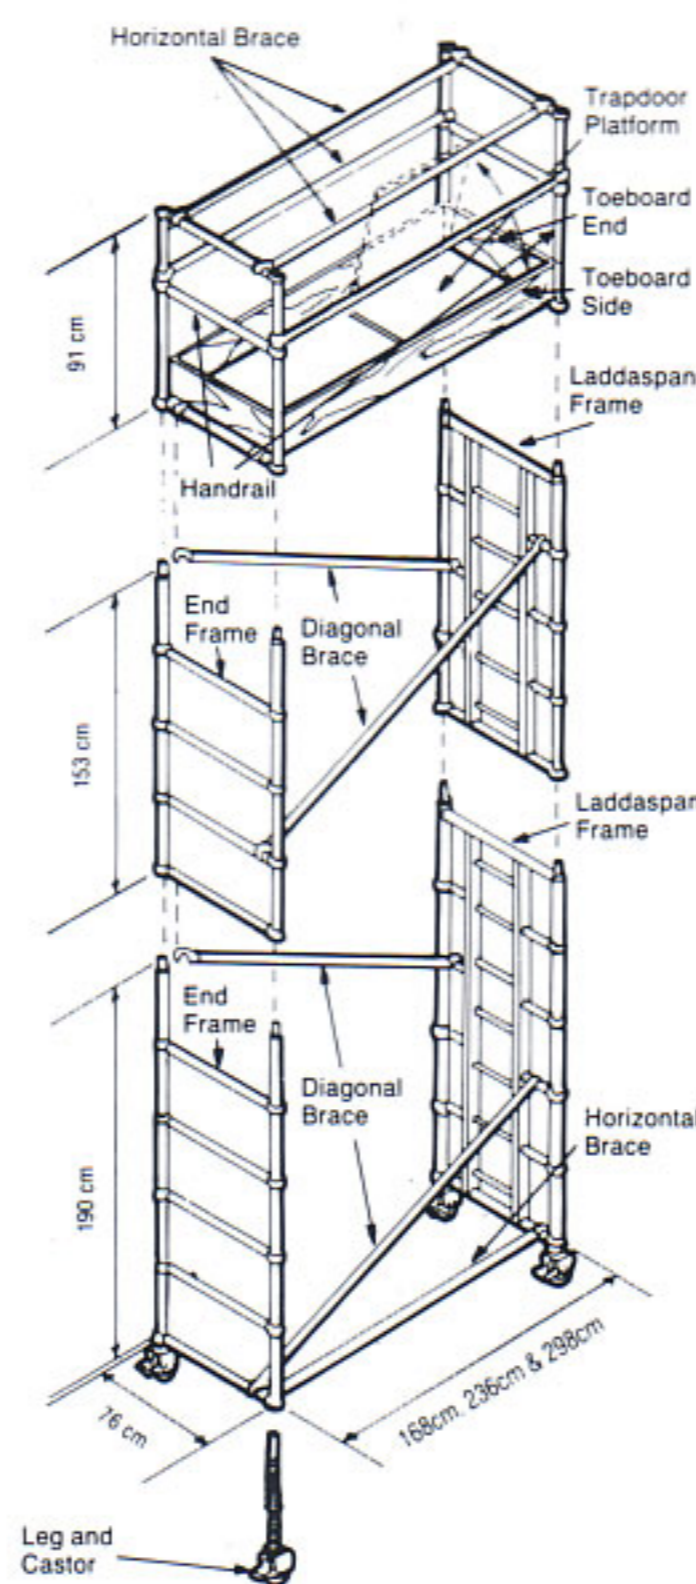 Horizontal Brace
Trapdoor
Platform
Toeboard
End
Toeboard
Side
91 cm
Laddaspan
Frame
Handrail
End
Frame
Diagonal
Brace
153 cm
Laddaspan
Frame
End
Frame
Diagonal
Brace
Horizontal
Brace
190 cm
76 cm
168cm. 236cm & 298cm
Leg and
Castor